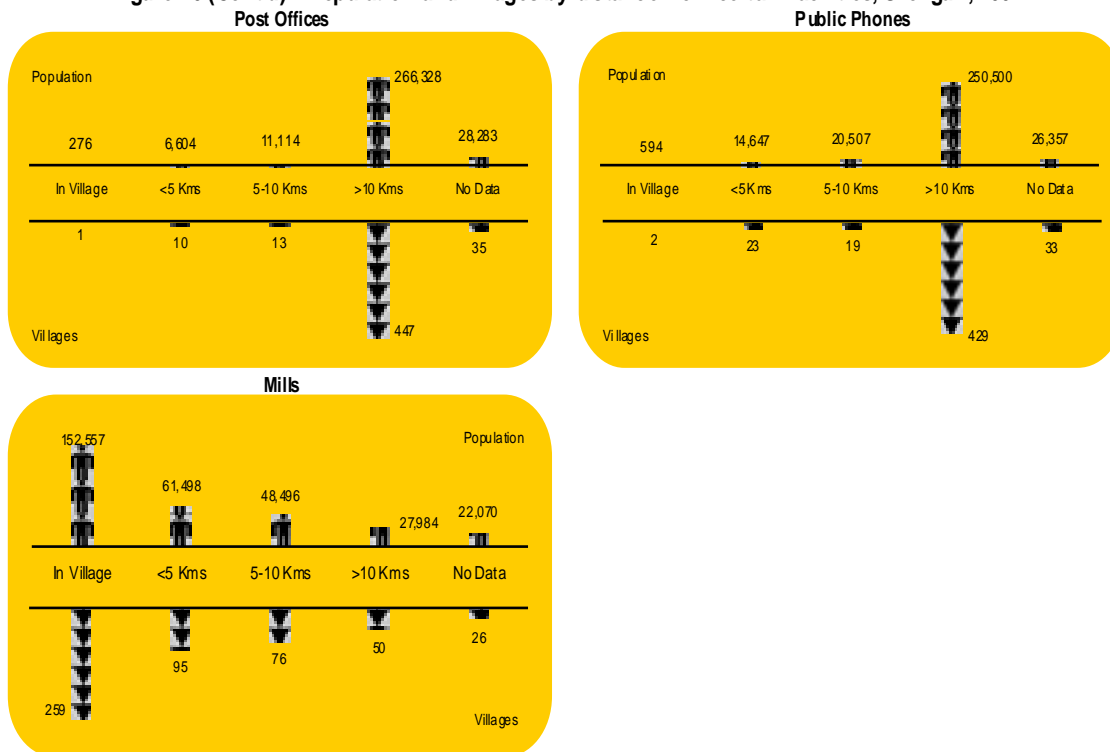 Post Offices
Population
266,328
276
6,604
11,114
28,283
In Village
<5 Kms
5-10 Kms
>10 Kms
No Data
1
10
13
35
447
Villages
Public Phones
Population
250,500
594
14,647
20,507
26,357
In Village
<5 Kms
5-10 Kms
>10 Kms
No Data
2
23
19
33
429
Villages
Mills
152,557
Population
61,498
48,496
27,984
22,070
In Village
<5 Kms
5-10 Kms
>10 Kms
No Data
95
76
50
26
259
Villages